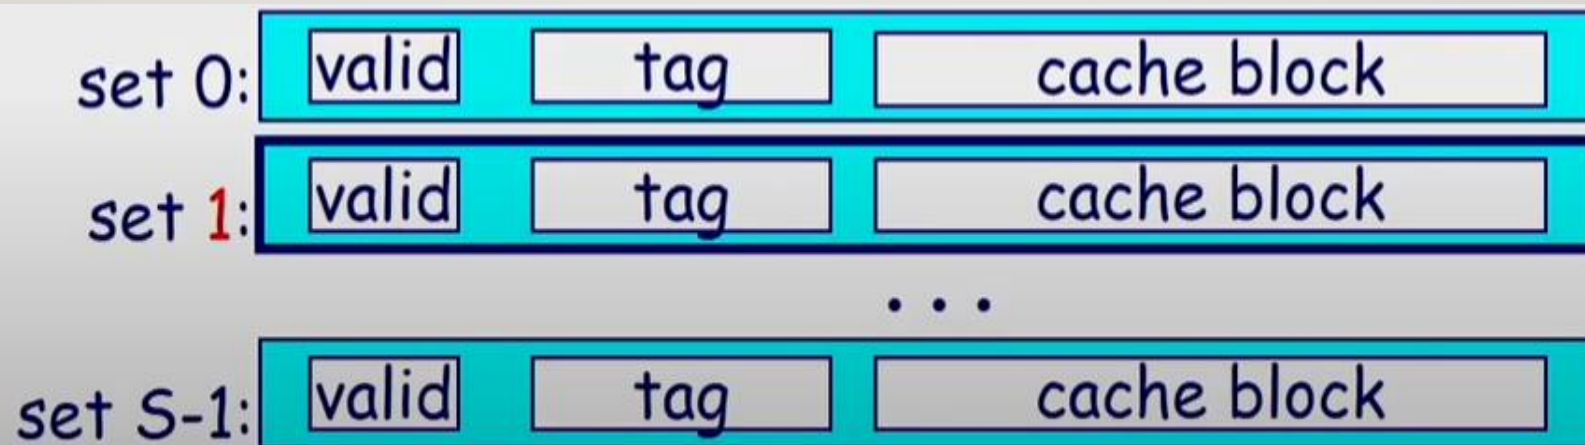 set 0: valid tag cache block
set 1: valid tag cache block
. . .
set S-1: valid tag cache block